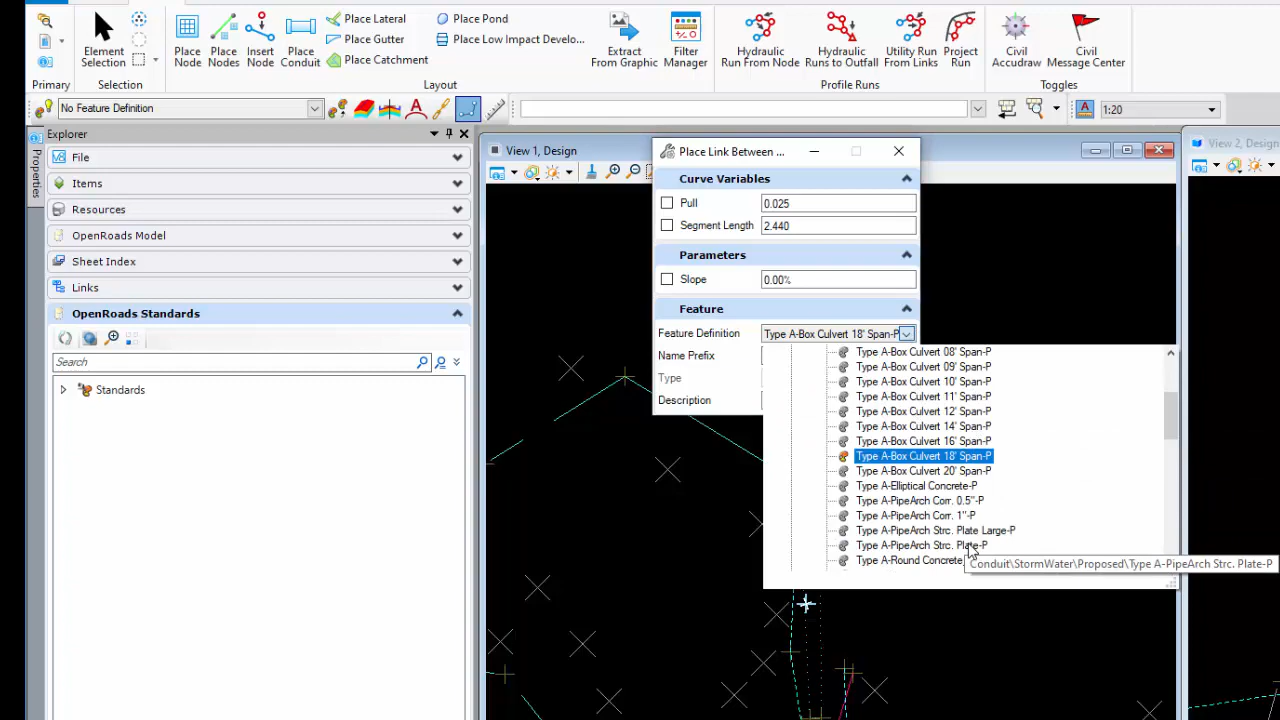 Element
Selection
Place
Node
Place
Nodes
Insert
Node
Place
Conduit
Place Lateral
Place Gutter
Place Catchment
Place Pond
Place Low Impact Develo...
Extract
From Graphic
Filter
Manager
Hydraulic
Run From Node
Hydraulic
Runs to Outfall
Utility Run
From Links
Project
Run
Civil
Accudraw
Civil
Message Center
Primary
Selection
Layout
Profile Runs
Toggles
No Feature Definition
A
A
1:20
Explorer
Properties
File
Items
Resources
OpenRoads Model
Sheet Index
Links
OpenRoads Standards
Search
Standards
View 1, Design
View 2, Design
Place Link Between ...
Curve Variables
Pull 0.025
Segment Length 2.440
Parameters
Slope 0.00%
Feature
Feature Definition Type A-Box Culvert 18' Span-P
Name Prefix
Type
Description
Type A-Box Culvert 08' Span-P
Type A-Box Culvert 09' Span-P
Type A-Box Culvert 10' Span-P
Type A-Box Culvert 11' Span-P
Type A-Box Culvert 12' Span-P
Type A-Box Culvert 14' Span-P
Type A-Box Culvert 16' Span-P
Type A-Box Culvert 18' Span-P
Type A-Box Culvert 20' Span-P
Type A-Elliptical Concrete-P
Type A-PipeArch Corr. 0.5"-P
Type A-PipeArch Corr. 1"-P
Type A-PipeArch Strc. Plate Large-P
Type A-PipeArch Strc. Plate-P
Type A-Round Concrete
Conduit\StormWater\Proposed\Type A-PipeArch Strc. Plate-P